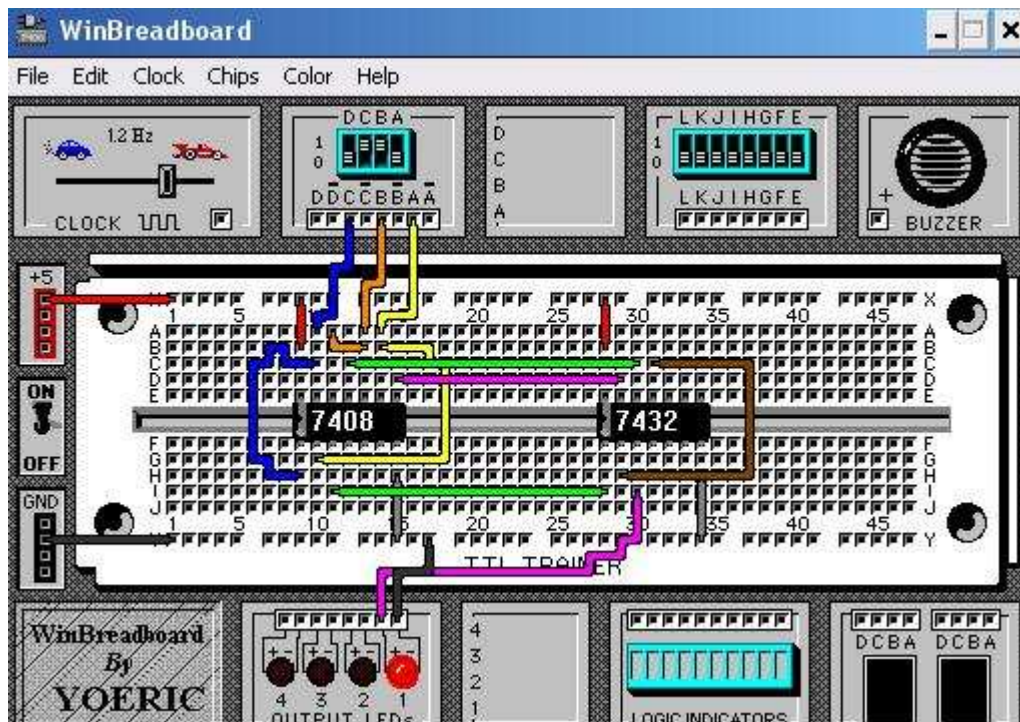 WinBreadboard
File Edit Clock Chips Color Help
1.2 Hz
CLOCK
DCBA
1
0
DDCCBBAA
D
C
B
A
LKJIHGFE
1
0
LKJIHGFE
+
BUZZER
+5
ON
OFF
GND
X
1 5 20 25 30 35 40 45
A
B
C
D
E
7408 7432
F
G
H
I
J
1 5 10 15 20 25 30 35 40 45
Y
TTL TRAINER
WinBreadboard
By
YOERIC
+- +- +- +-
4 3 2 1
OUTPUT LEDs
4
3
2
1
LOGIC INDICATORS
DCBA DCBA